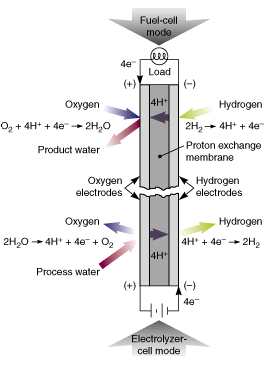 Fuel-cell
mode
4e⁻
Load
(+)
(−)
4H⁺
Oxygen
Hydrogen
O₂ + 4H⁺ + 4e⁻ → 2H₂O
2H₂ → 4H⁺ + 4e⁻
Product water
Proton exchange
membrane
Oxygen
electrodes
Hydrogen
electrodes
Oxygen
Hydrogen
2H₂O → 4H⁺ + 4e⁻ + O₂
4H⁺ + 4e⁻ → 2H₂
4H⁺
Process water
(+)
(−)
4e⁻
Electrolyzer-
cell mode